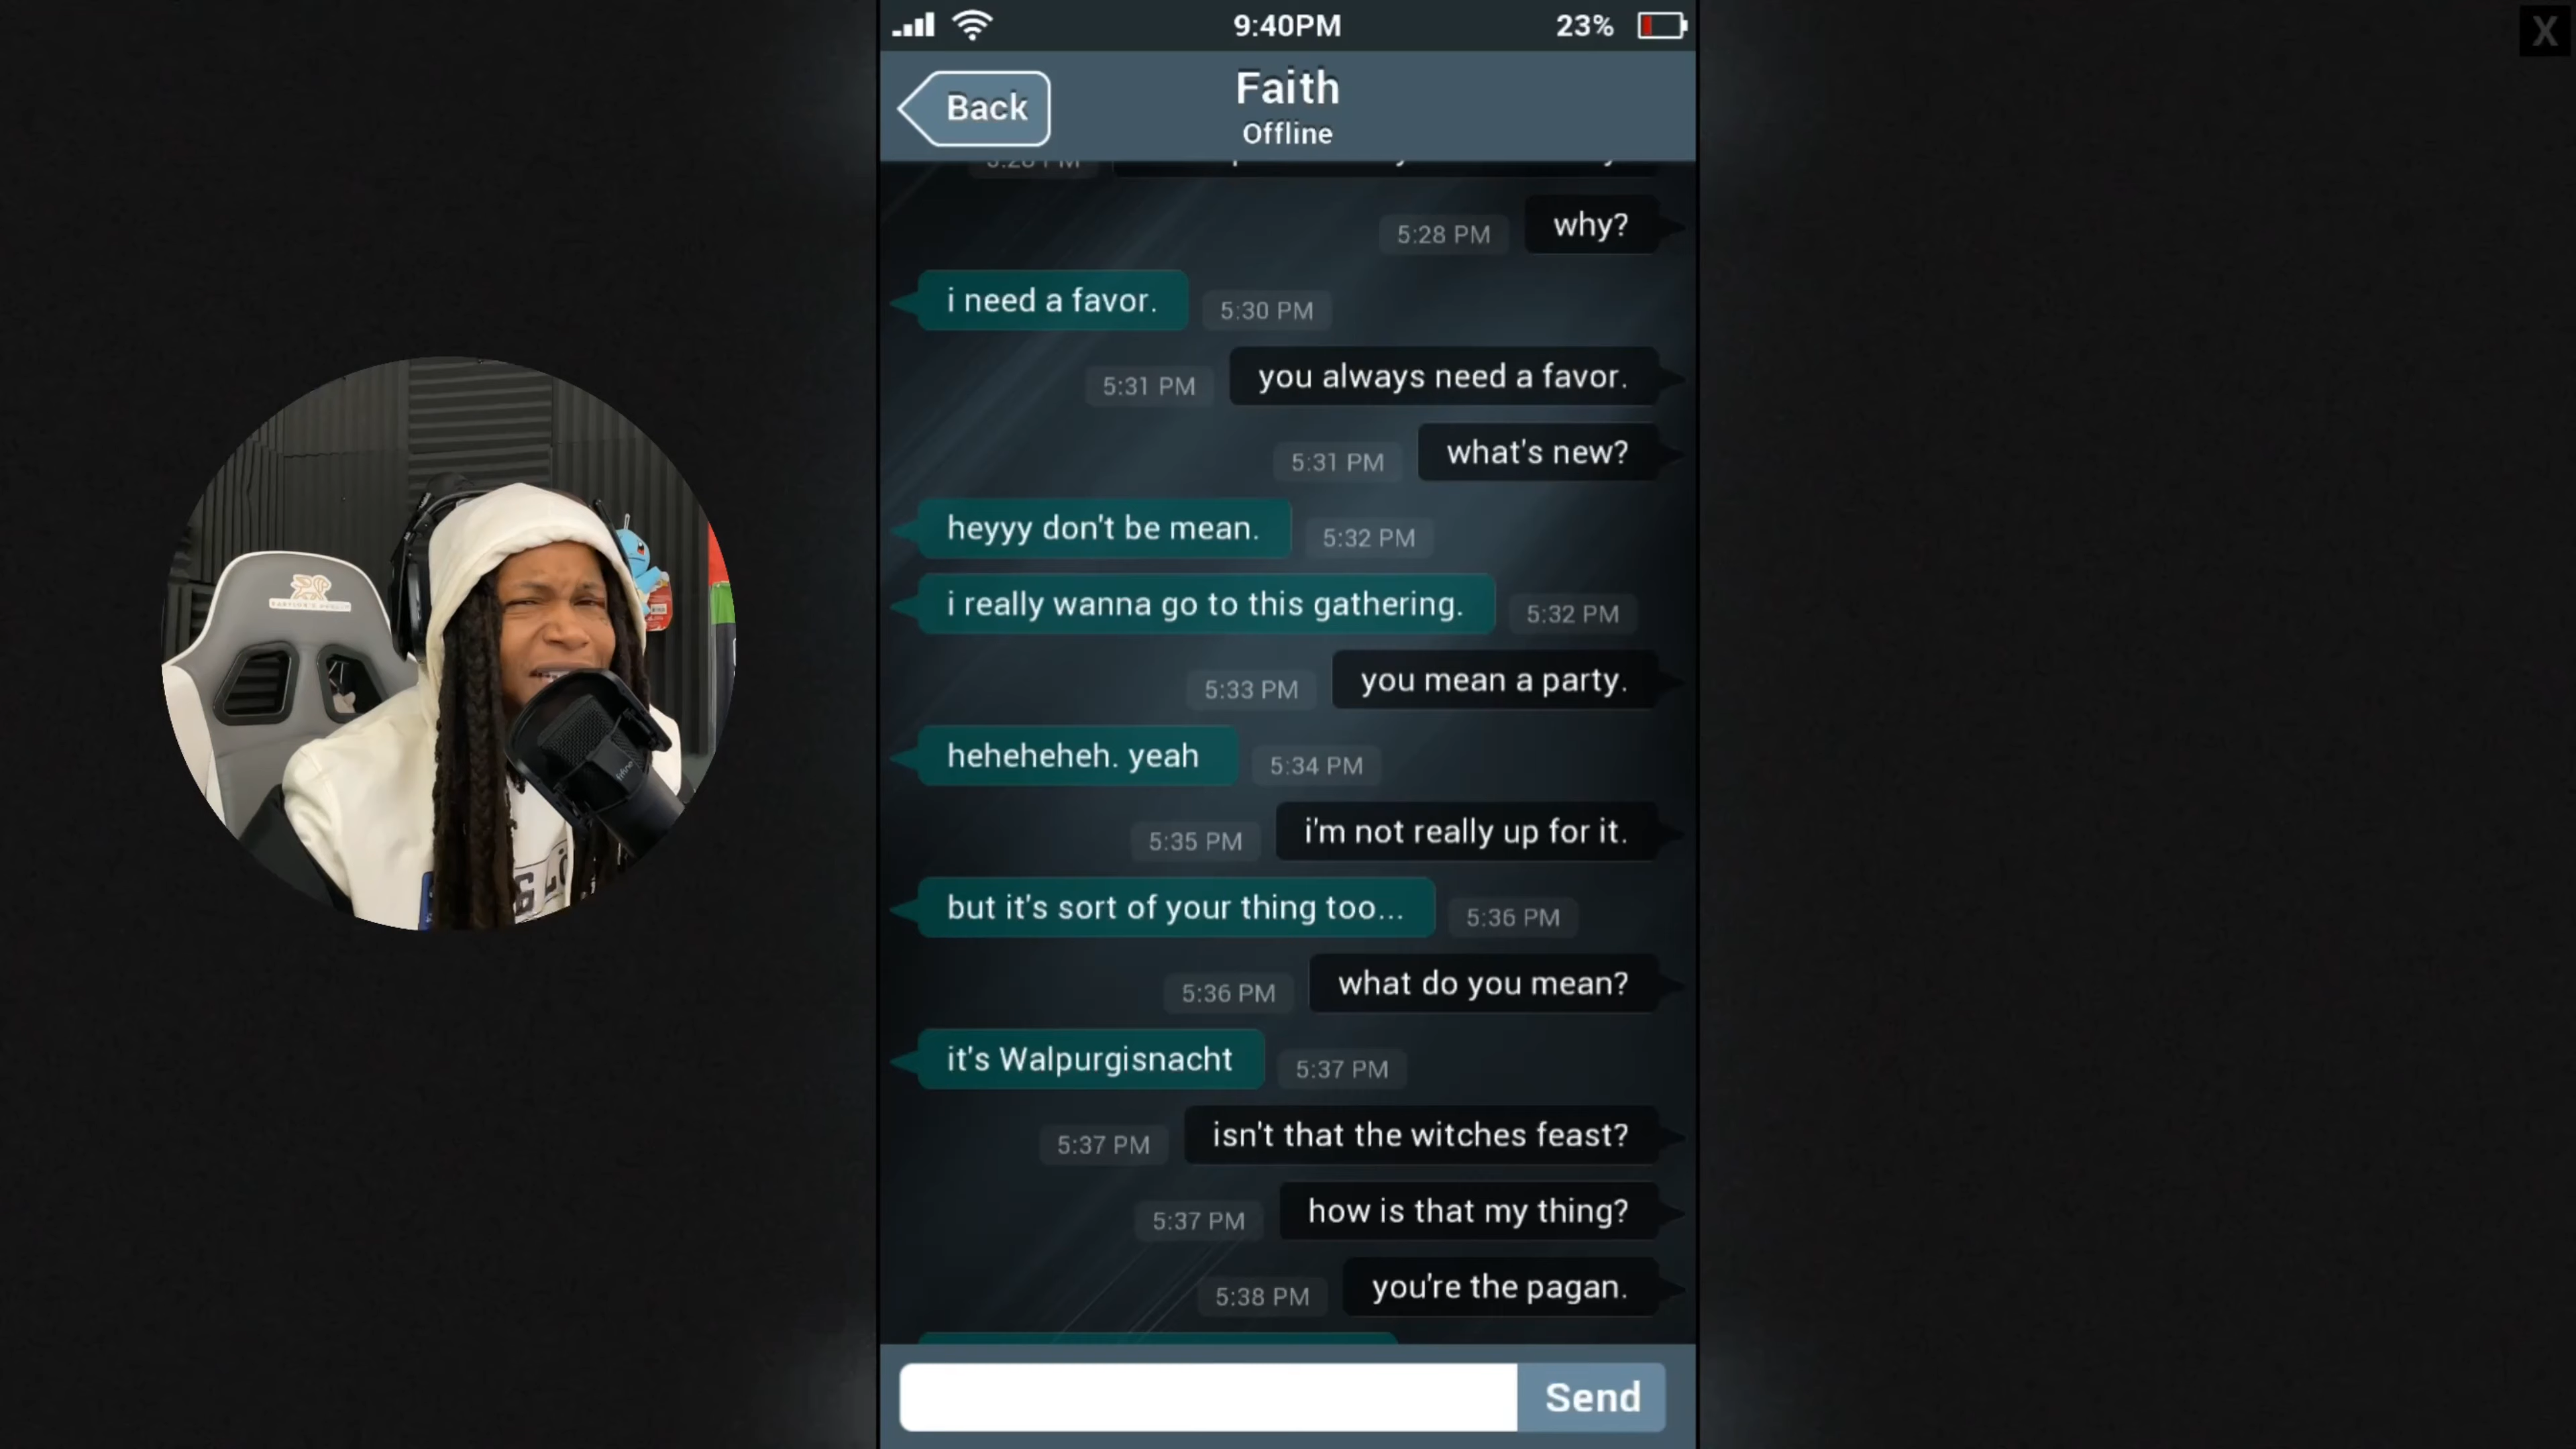 9:40PM
23%
X
Back
Faith
Offline
why?
5:28 PM
i need a favor.
5:30 PM
you always need a favor.
5:31 PM
what's new?
5:31 PM
heyyy don't be mean.
5:32 PM
i really wanna go to this gathering.
5:32 PM
you mean a party.
5:33 PM
heheheheh. yeah
5:34 PM
i'm not really up for it.
5:35 PM
but it's sort of your thing too...
5:36 PM
what do you mean?
5:36 PM
it's Walpurgisnacht
5:37 PM
isn't that the witches feast?
5:37 PM
how is that my thing?
5:37 PM
you're the pagan.
5:38 PM
Send